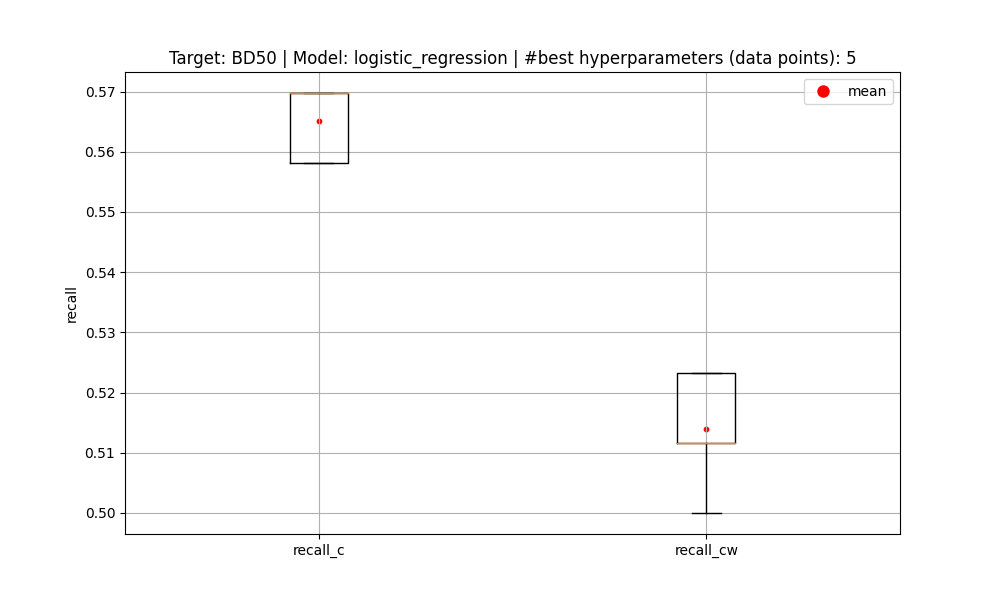 Target: BD50 | Model: logistic_regression | #best hyperparameters (data points): 5
mean
0.57
0.56
0.55
0.54
0.53
0.52
0.51
0.50
recall
recall_c
recall_cw